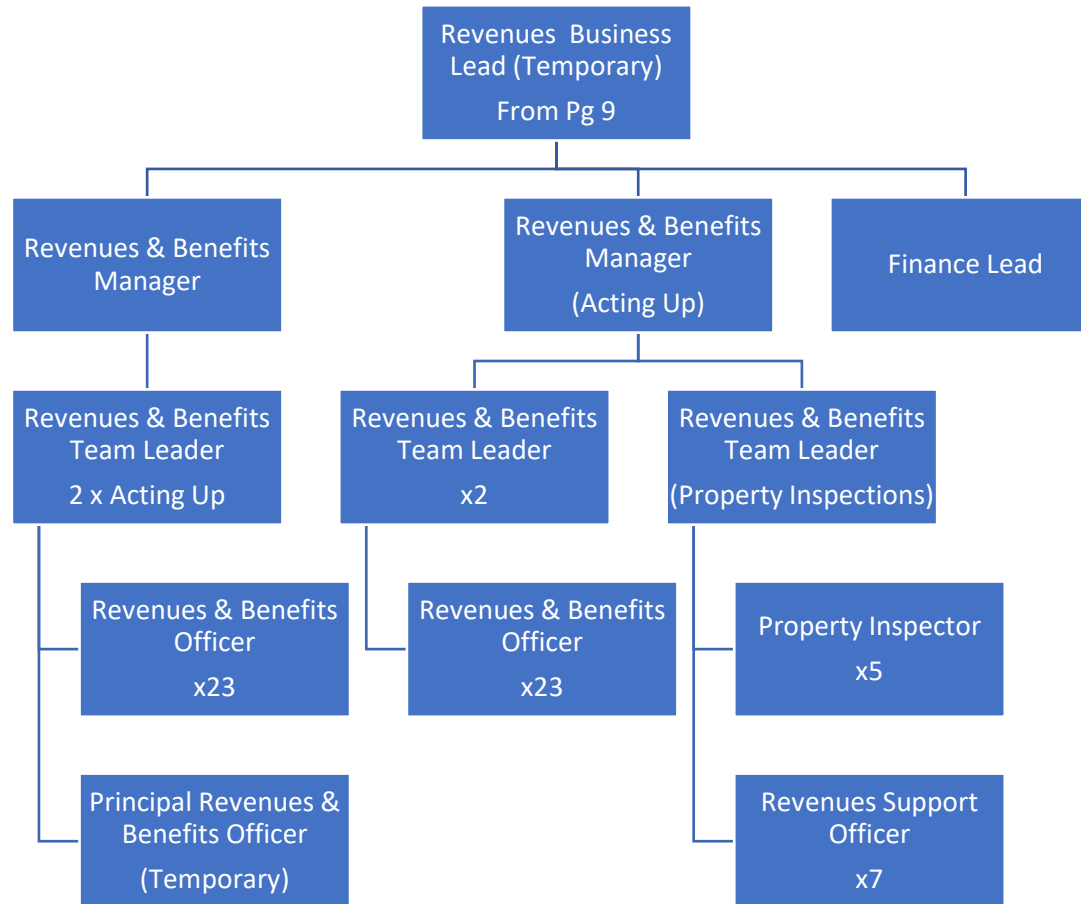 Revenues Business
Lead (Temporary)
From Pg 9
Revenues & Benefits
Manager
Revenues & Benefits
Manager
(Acting Up)
Finance Lead
Revenues & Benefits
Team Leader
2 x Acting Up
Revenues & Benefits
Team Leader
x2
Revenues & Benefits
Team Leader
(Property Inspections)
Revenues & Benefits
Officer
x23
Revenues & Benefits
Officer
x23
Property Inspector
x5
Principal Revenues &
Benefits Officer
(Temporary)
Revenues Support
Officer
x7